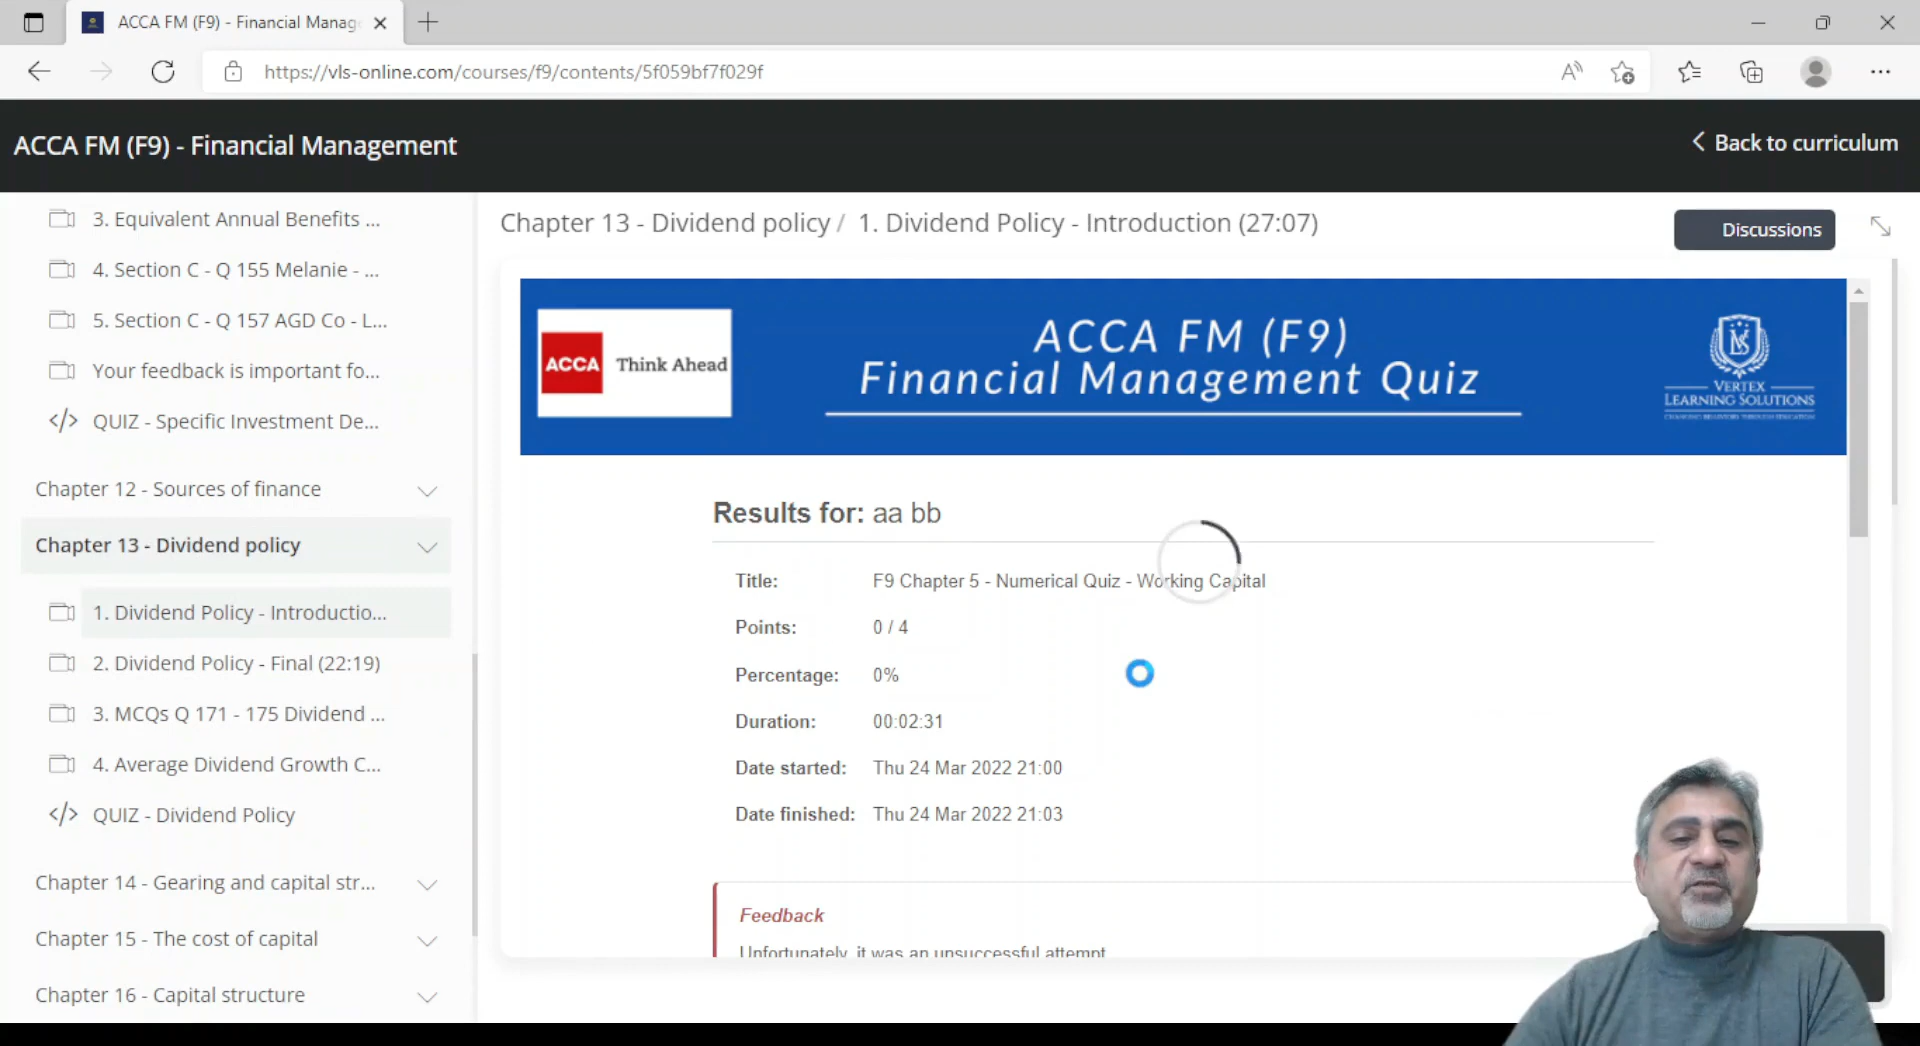 ACCA FM (F9) - Financial Manag
https://vls-online.com/courses/f9/contents/5f059bf7f029f
ACCA FM (F9) - Financial Management
Back to curriculum
3. Equivalent Annual Benefits ...
4. Section C - Q 155 Melanie - ...
5. Section C - Q 157 AGD Co - L...
Your feedback is important fo...
</> QUIZ - Specific Investment De...
Chapter 12 - Sources of finance
Chapter 13 - Dividend policy
1. Dividend Policy - Introductio...
2. Dividend Policy - Final (22:19)
3. MCQs Q 171 - 175 Dividend ...
4. Average Dividend Growth C...
</> QUIZ - Dividend Policy
Chapter 14 - Gearing and capital str...
Chapter 15 - The cost of capital
Chapter 16 - Capital structure
Chapter 13 - Dividend policy / 1. Dividend Policy - Introduction (27:07)
Discussions
ACCA Think Ahead
ACCA FM (F9)
Financial Management Quiz
VERTEX
LEARNING SOLUTIONS
Results for: aa bb
Title: F9 Chapter 5 - Numerical Quiz - Working Capital
Points: 0 / 4
Percentage: 0%
Duration: 00:02:31
Date started: Thu 24 Mar 2022 21:00
Date finished: Thu 24 Mar 2022 21:03
Feedback
Unfortunately, it was an unsuccessful attempt